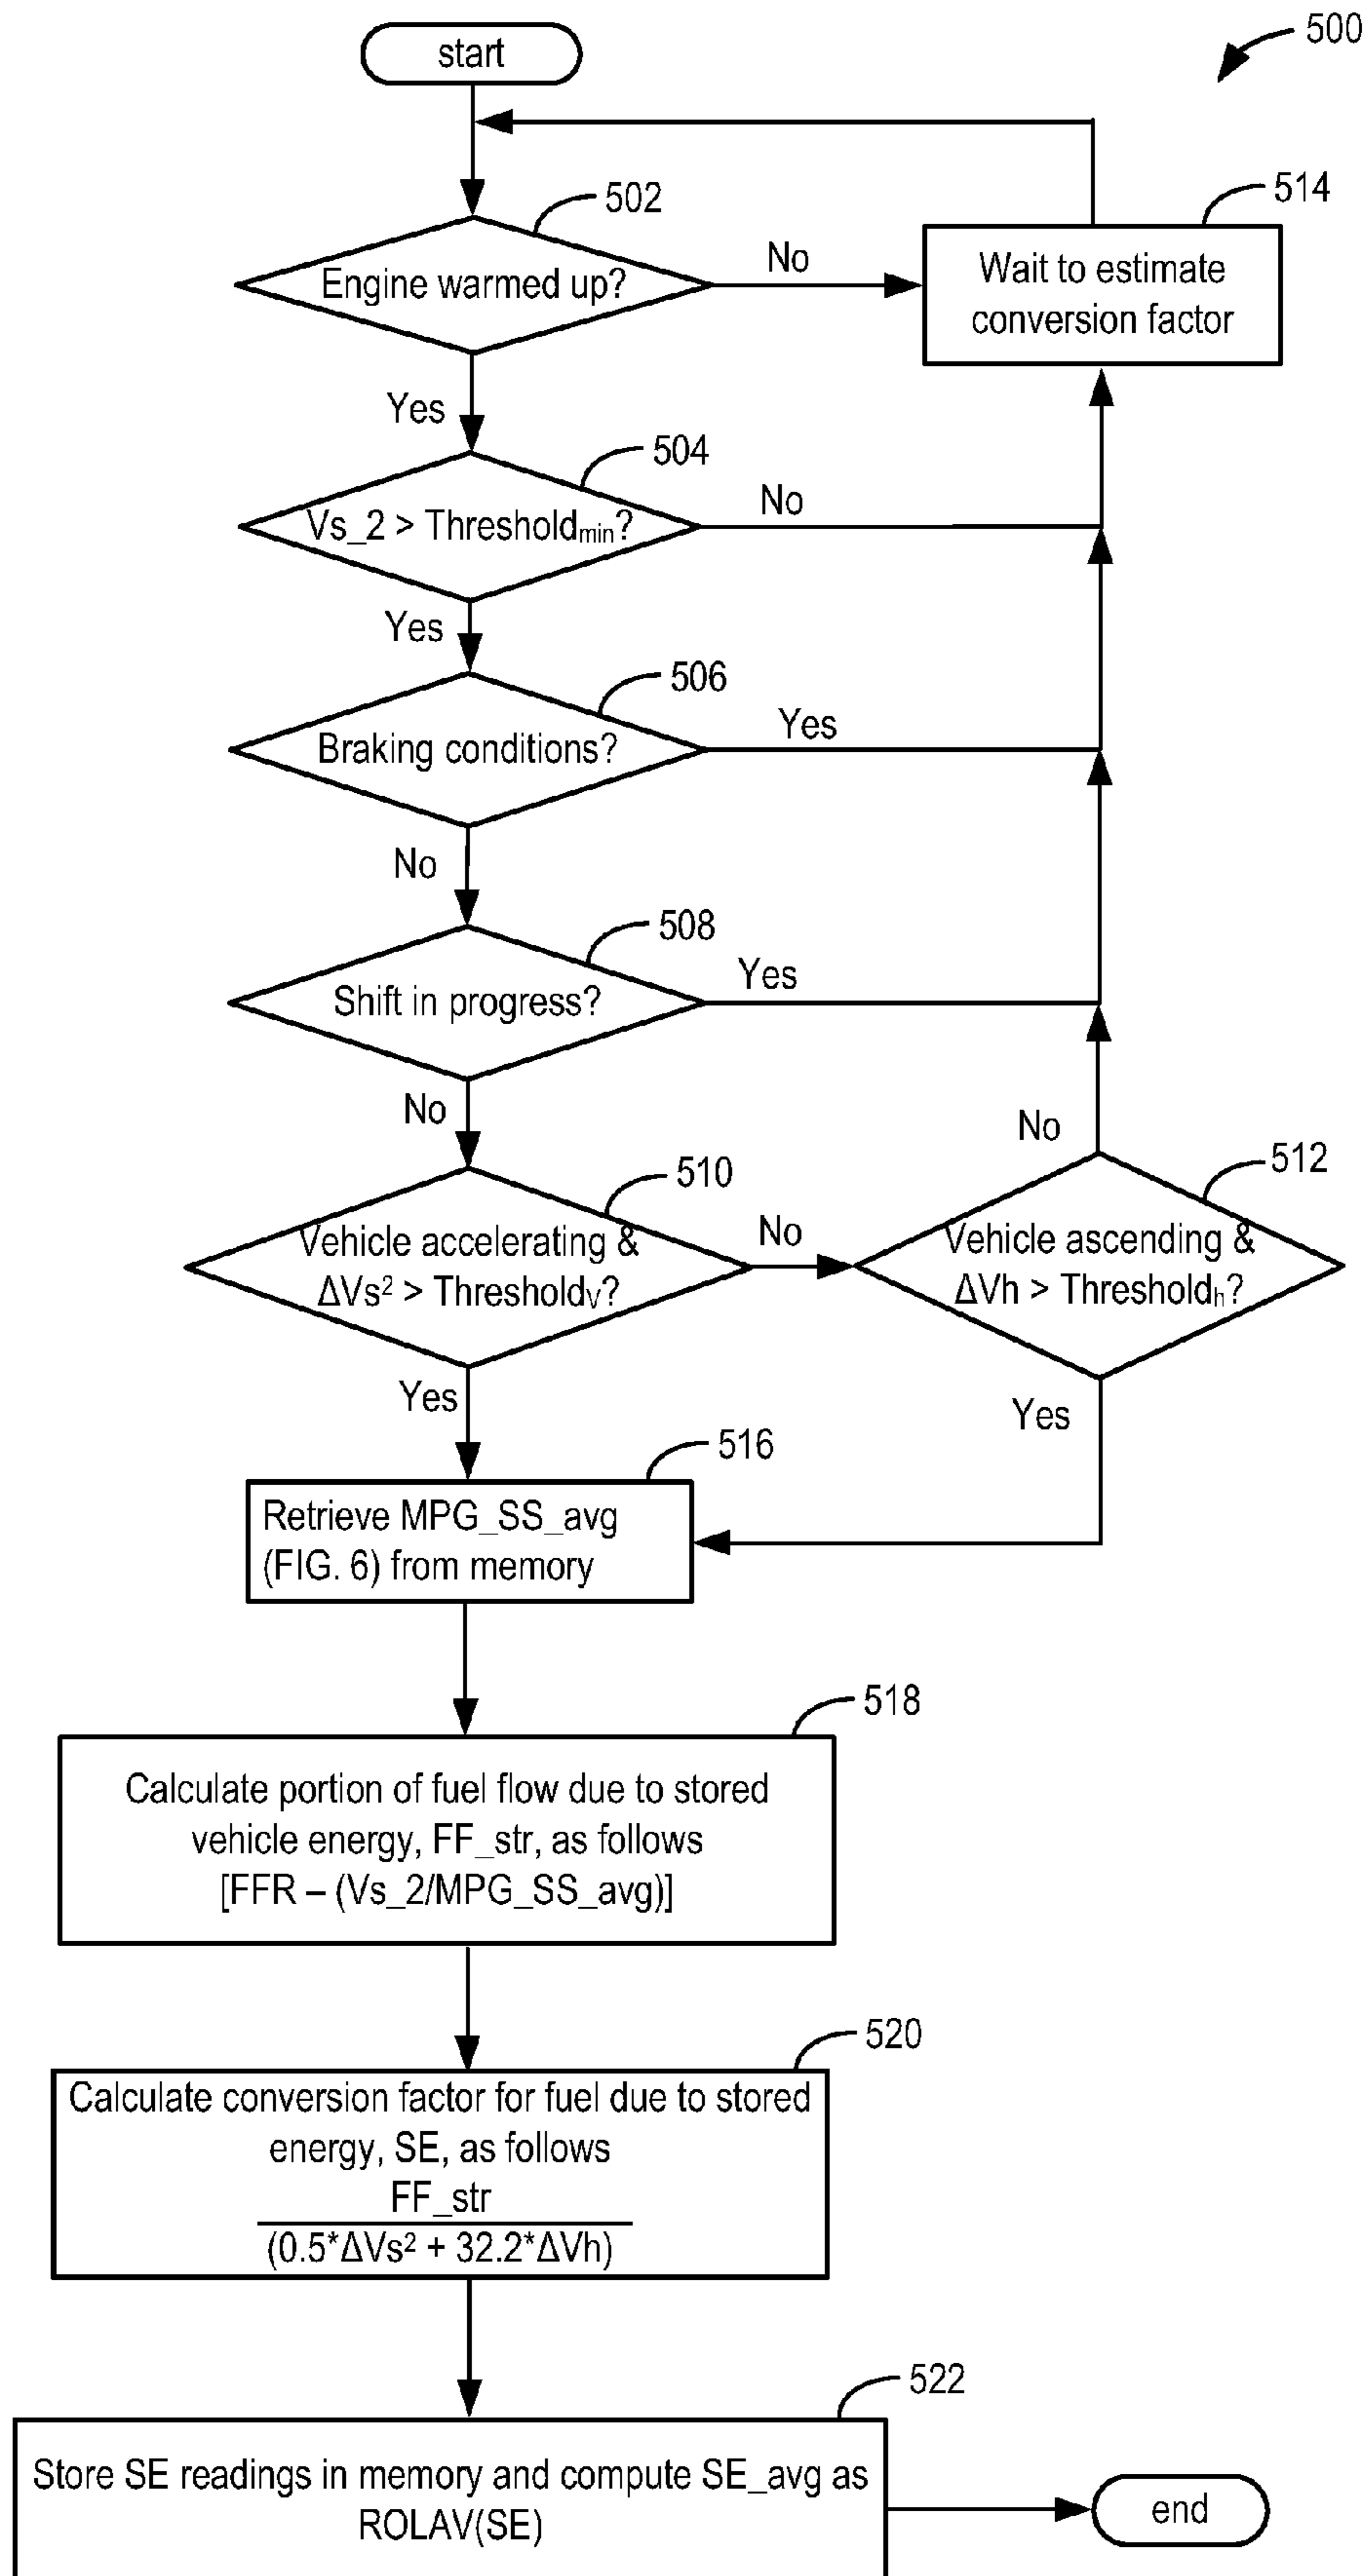 500
start
502
514
Engine warmed up?
No
Wait to estimate
conversion factor
Yes
504
Vs_2 > Thresholdmin?
No
Yes
506
Braking conditions?
Yes
No
508
Shift in progress?
Yes
No
No
510
512
Vehicle accelerating &
ΔVs² > ThresholdV?
No
Vehicle ascending &
ΔVh > Thresholdh?
Yes
Yes
516
Retrieve MPG_SS_avg
(FIG. 6) from memory
518
Calculate portion of fuel flow due to stored
vehicle energy, FF_str, as follows
[FFR – (Vs_2/MPG_SS_avg)]
520
Calculate conversion factor for fuel due to stored
energy, SE, as follows
FF_str
(0.5*ΔVs² + 32.2*ΔVh)
522
Store SE readings in memory and compute SE_avg as
ROLAV(SE)
end